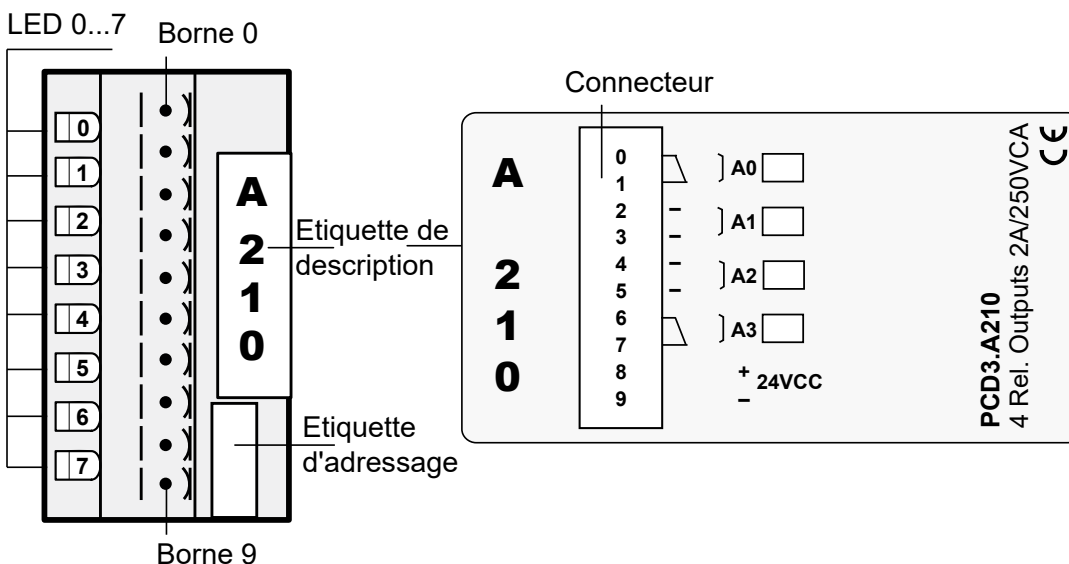 LED 0...7
Borne 0
0
1
2
3
4
5
6
7
A
2
1
0
Etiquette de
description
Etiquette
d'adressage
Borne 9
Connecteur
A
2
1
0
0
1
2
3
4
5
6
7
8
9
A0
A1
A2
A3
+ 24VCC
–
PCD3.A210
4 Rel. Outputs 2A/250VCA
CE